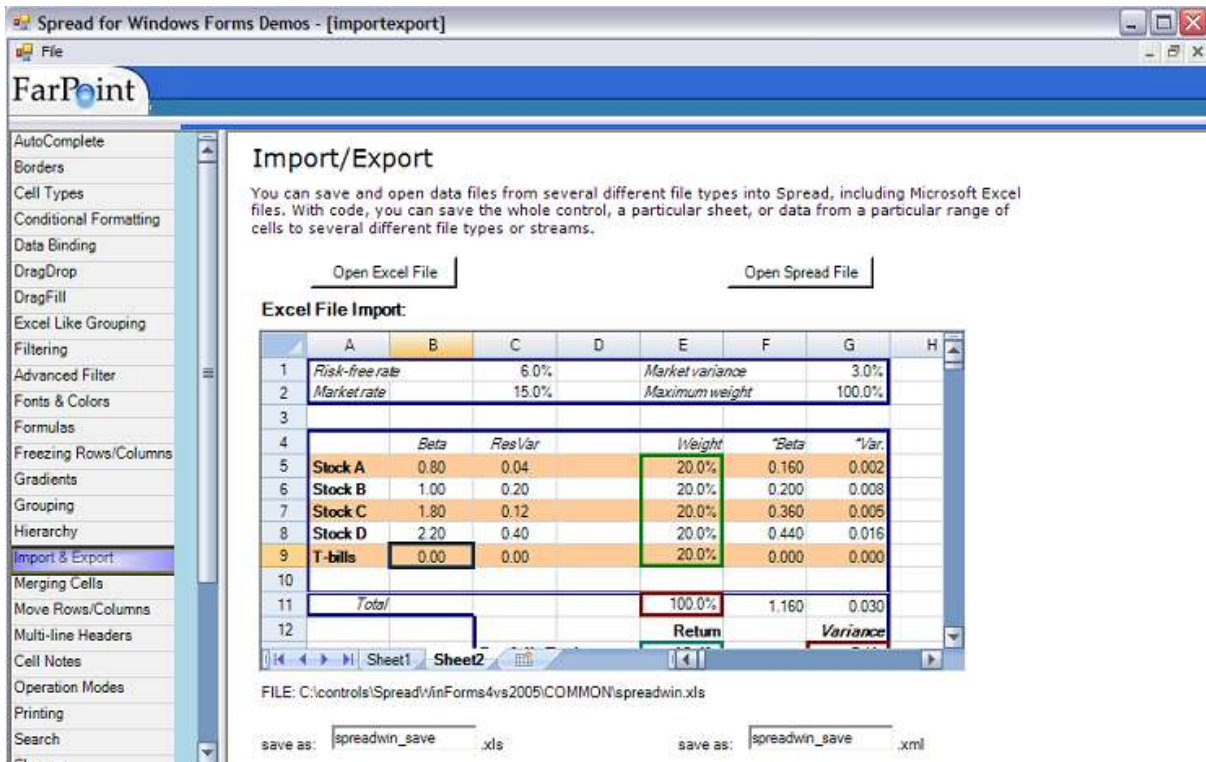 Spread for Windows Forms Demos - [importexport]
File
FarPoint
AutoComplete
Borders
Cell Types
Conditional Formatting
Data Binding
DragDrop
DragFill
Excel Like Grouping
Filtering
Advanced Filter
Fonts & Colors
Formulas
Freezing Rows/Columns
Gradients
Grouping
Hierarchy
Import & Export
Merging Cells
Move Rows/Columns
Multi-line Headers
Cell Notes
Operation Modes
Printing
Search
Import/Export
You can save and open data files from several different file types into Spread, including Microsoft Excel
files. With code, you can save the whole control, a particular sheet, or data from a particular range of
cells to several different file types or streams.
Open Excel File Open Spread File
Excel File Import:
A B C D E F G H
1 Risk-free rate 6.0% Market variance 3.0%
2 Market rate 15.0% Maximum weight 100.0%
3
4 Beta ResVar Weight *Beta *Var.
5 Stock A 0.80 0.04 20.0% 0.160 0.002
6 Stock B 1.00 0.20 20.0% 0.200 0.008
7 Stock C 1.80 0.12 20.0% 0.360 0.005
8 Stock D 2.20 0.40 20.0% 0.440 0.016
9 T-bills 0.00 0.00 20.0% 0.000 0.000
10
11 Total 100.0% 1.160 0.030
12 Return Variance
Sheet1 Sheet2
FILE: C:\controls\Spread\WinForms4vs2005\COMMON\spreadwin.xls
save as: spreadwin_save .xls save as: spreadwin_save .xml